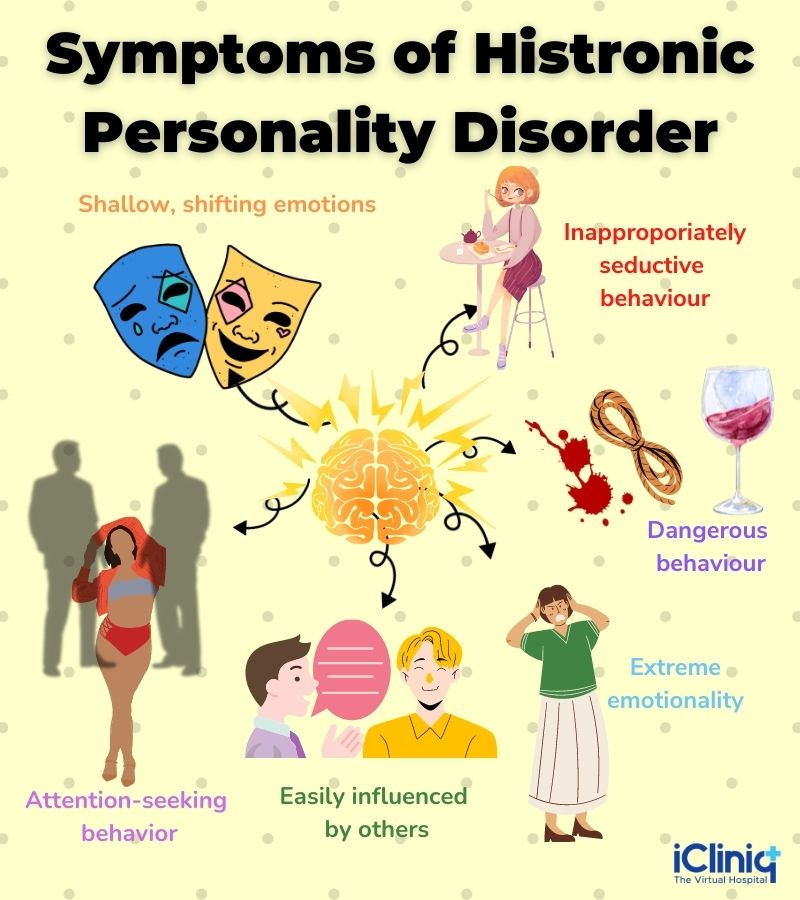 Symptoms of Histronic
Personality Disorder
Shallow, shifting emotions
Inapproporiately
seductive
behaviour
Dangerous
behaviour
Extreme
emotionality
Easily influenced
by others
Attention-seeking
behavior
iCliniq
The Virtual Hospital